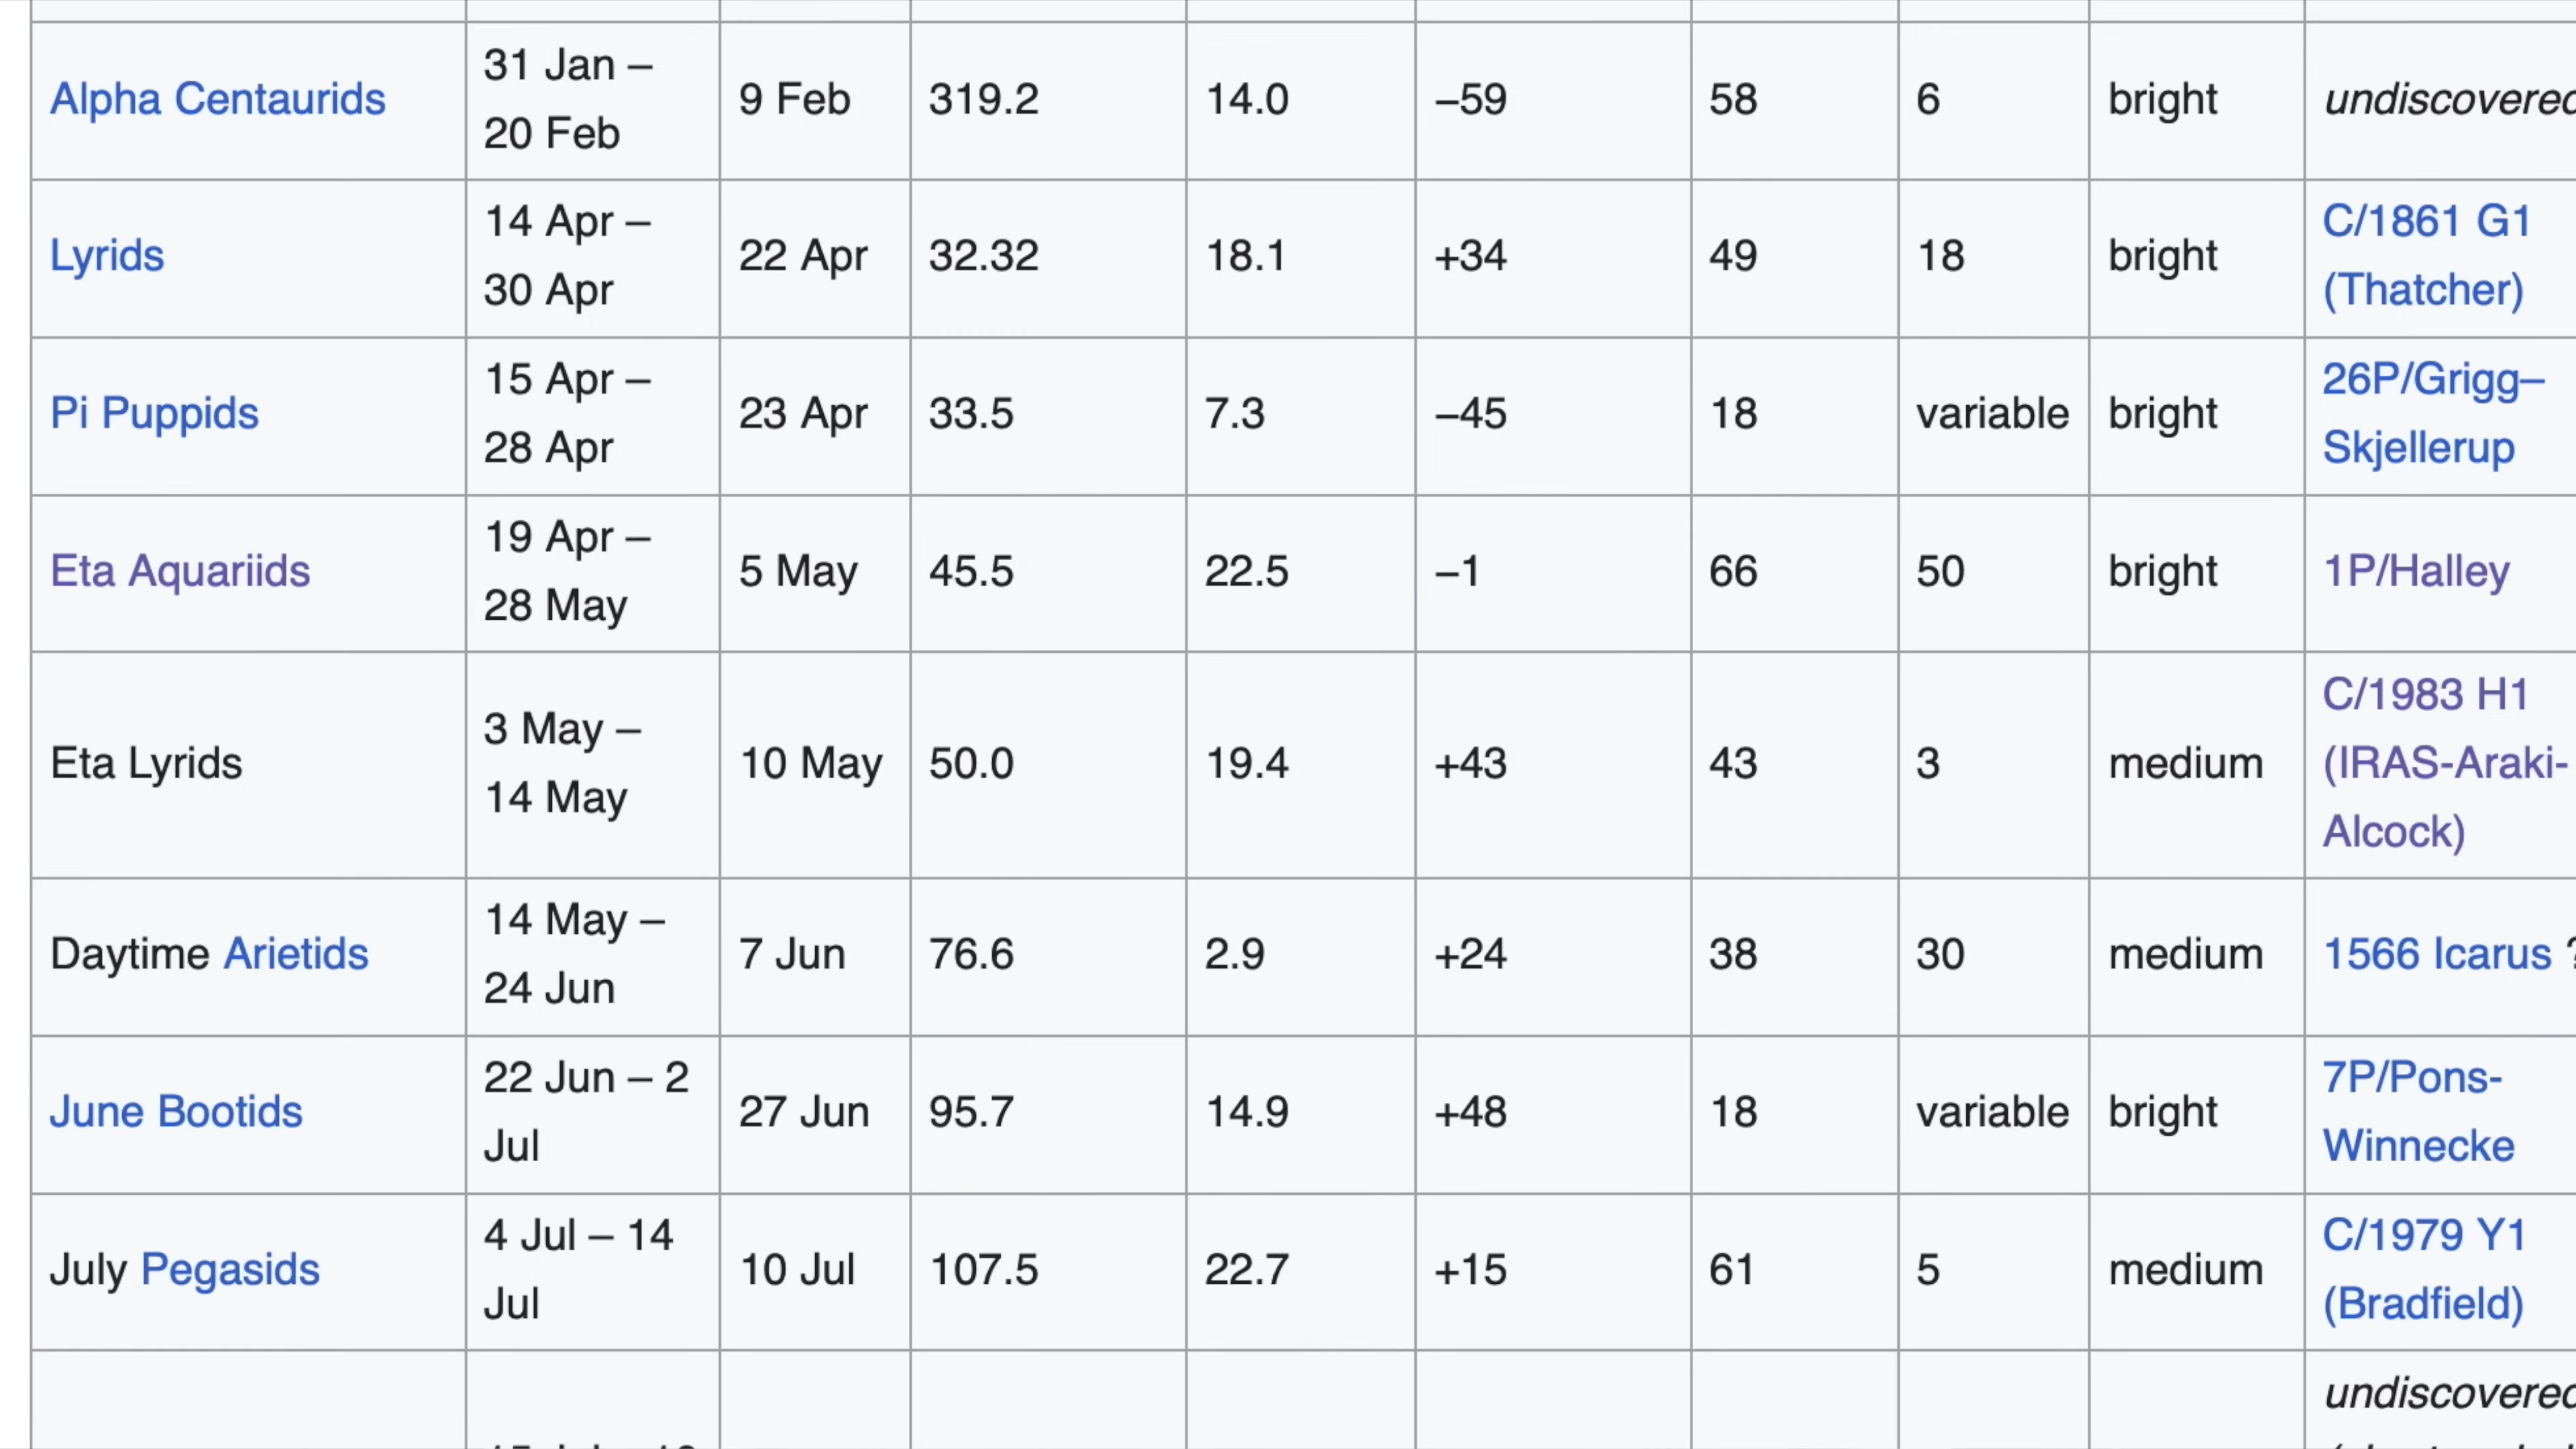 Alpha Centaurids 31 Jan – 20 Feb 9 Feb 319.2 14.0 –59 58 6 bright undiscovered
Lyrids 14 Apr – 30 Apr 22 Apr 32.32 18.1 +34 49 18 bright C/1861 G1 (Thatcher)
Pi Puppids 15 Apr – 28 Apr 23 Apr 33.5 7.3 –45 18 variable bright 26P/Grigg–Skjellerup
Eta Aquariids 19 Apr – 28 May 5 May 45.5 22.5 –1 66 50 bright 1P/Halley
Eta Lyrids 3 May – 14 May 10 May 50.0 19.4 +43 43 3 medium C/1983 H1 (IRAS-Araki-Alcock)
Daytime Arietids 14 May – 24 Jun 7 Jun 76.6 2.9 +24 38 30 medium 1566 Icarus ?
June Bootids 22 Jun – 2 Jul 27 Jun 95.7 14.9 +48 18 variable bright 7P/Pons-Winnecke
July Pegasids 4 Jul – 14 Jul 10 Jul 107.5 22.7 +15 61 5 medium C/1979 Y1 (Bradfield)
undiscovered